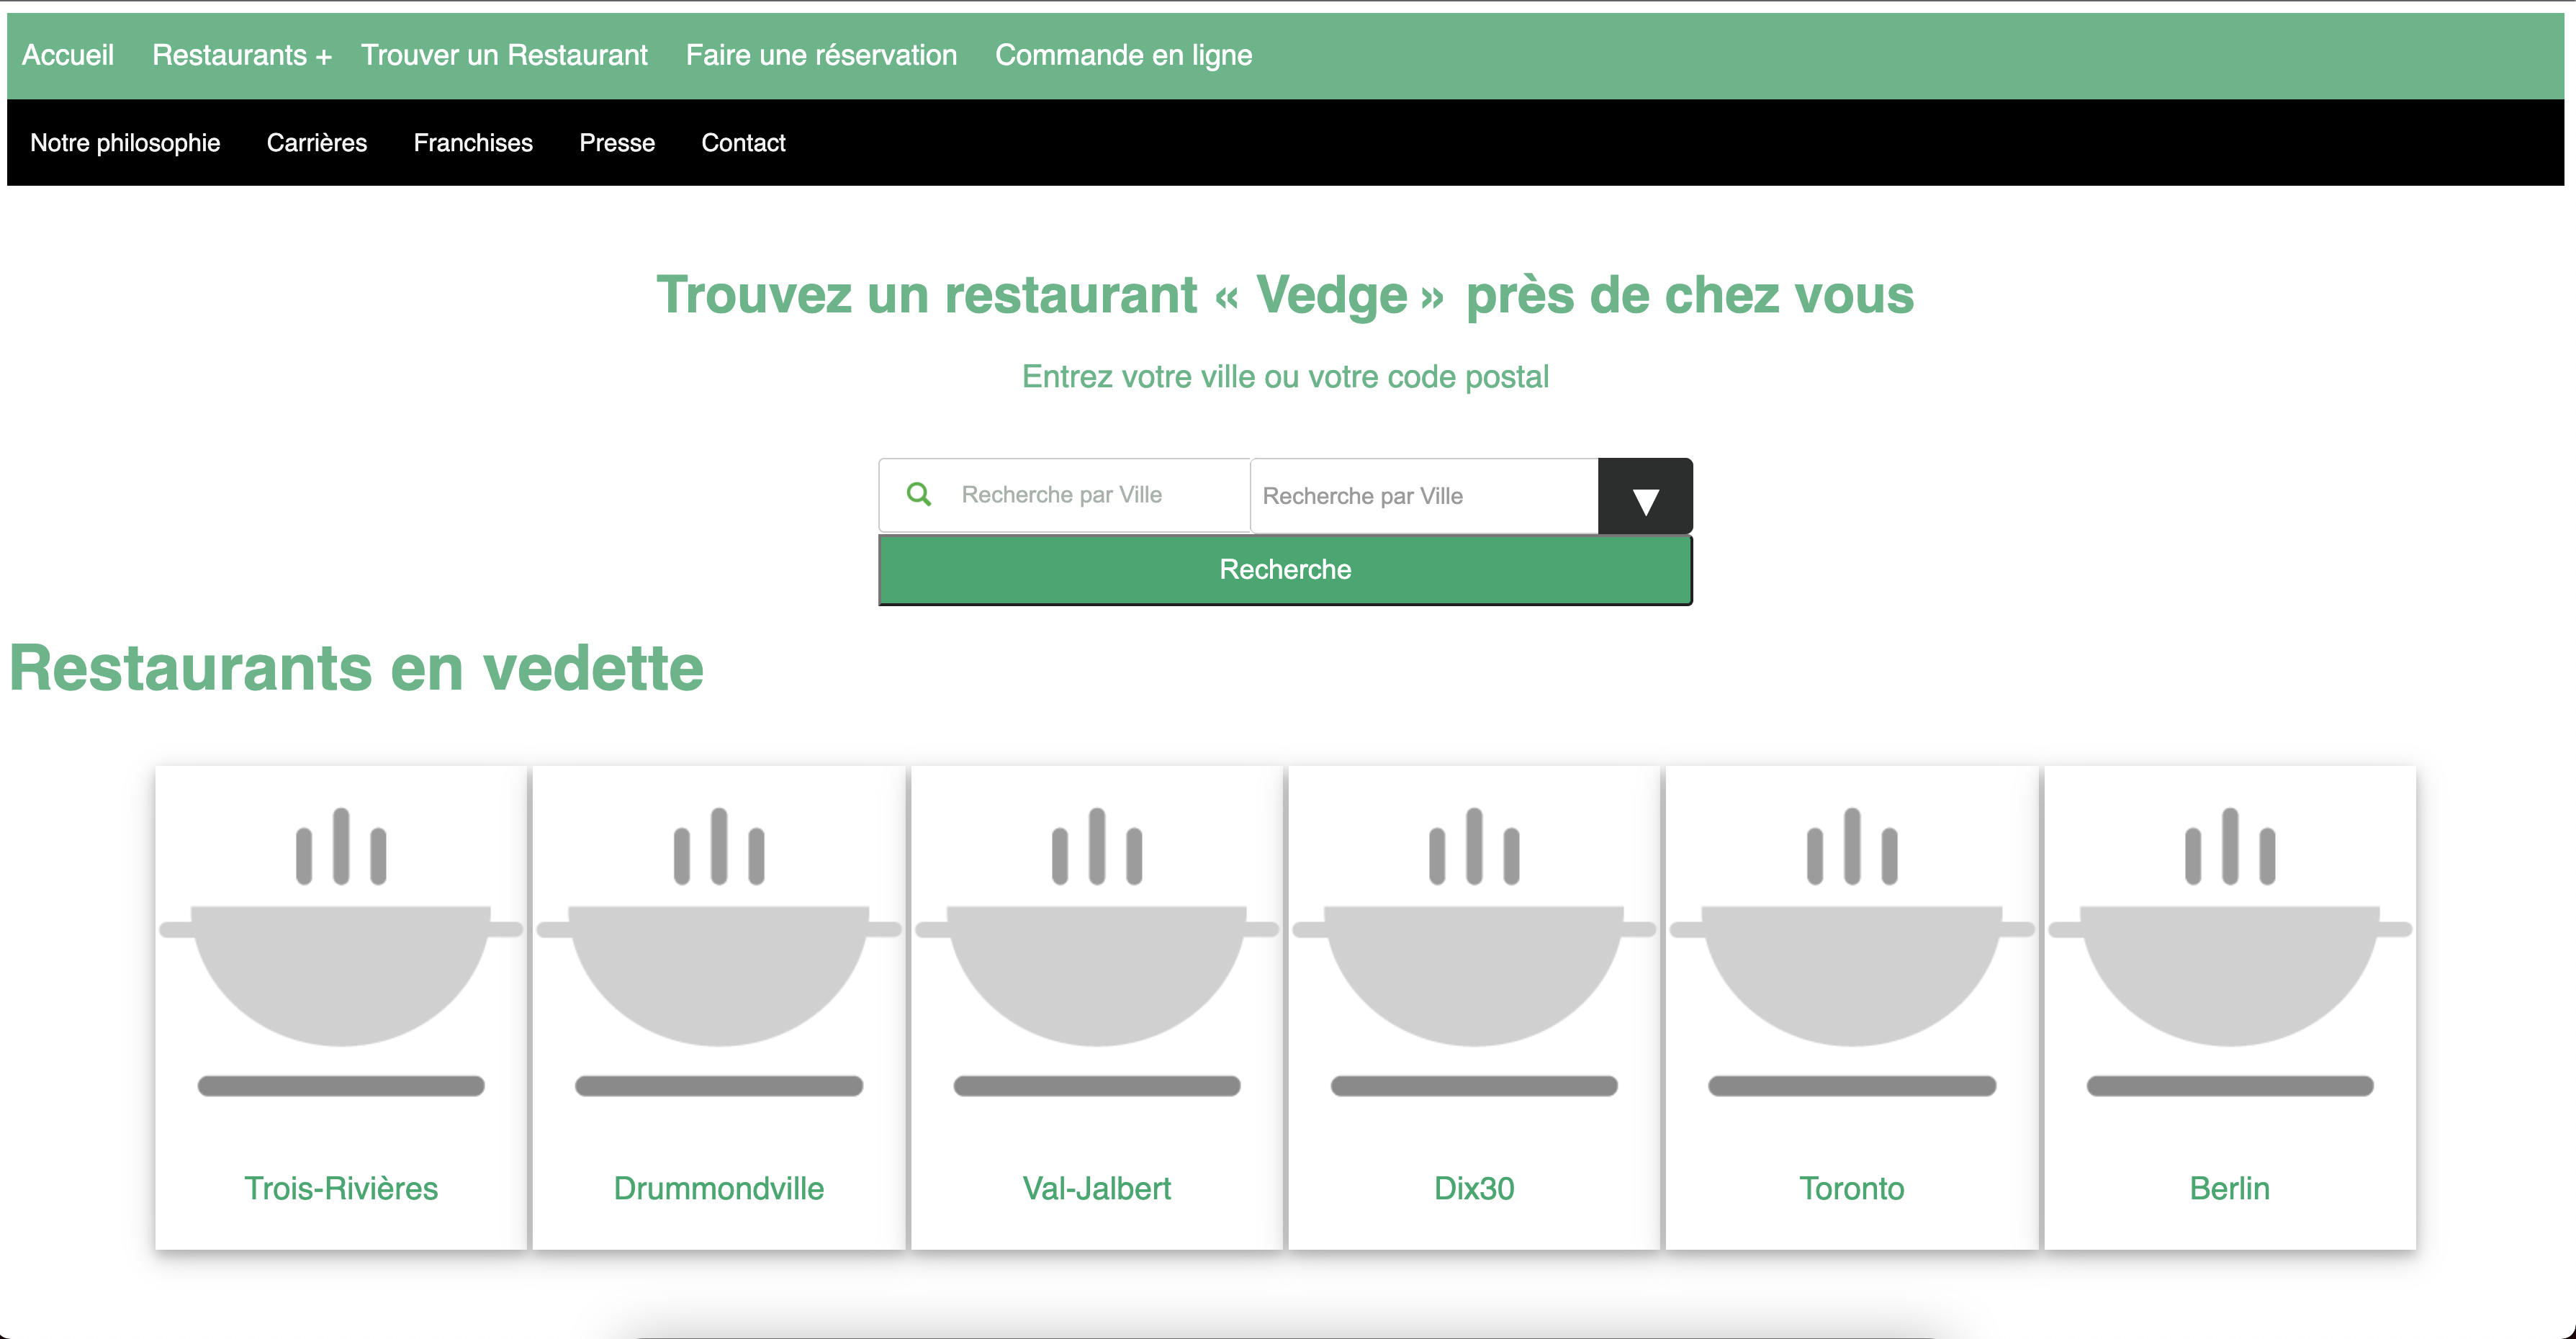 Accueil Restaurants + Trouver un Restaurant Faire une réservation Commande en ligne
Notre philosophie Carrières Franchises Presse Contact
Trouvez un restaurant « Vedge » près de chez vous
Entrez votre ville ou votre code postal
Recherche par Ville Recherche par Ville ▼
Recherche
Restaurants en vedette
Trois-Rivières Drummondville Val-Jalbert Dix30 Toronto Berlin